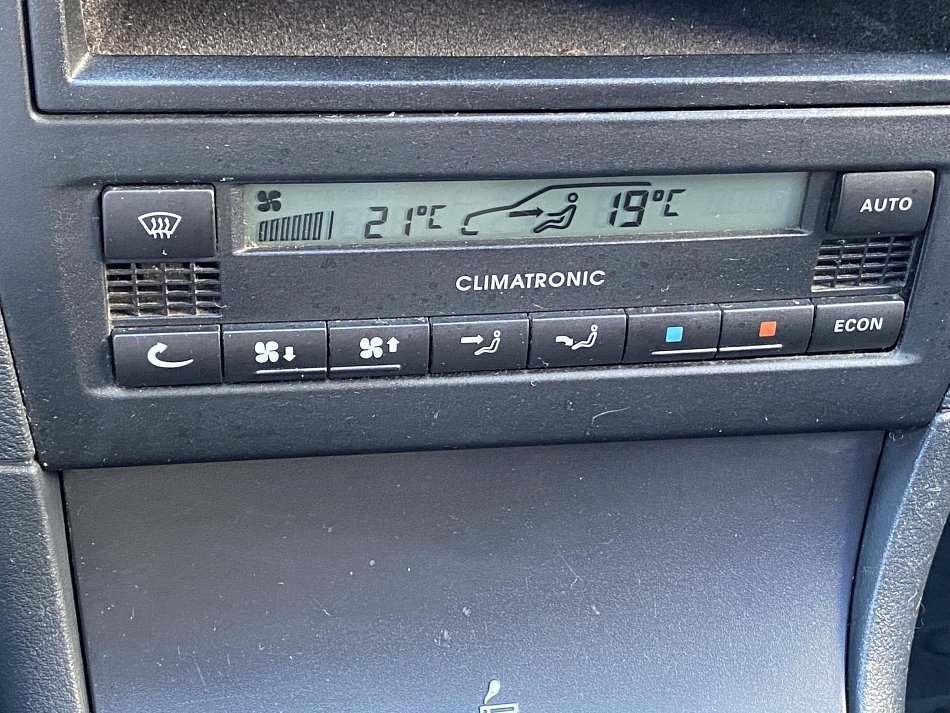 21°C 19°C
AUTO
CLIMATRONIC
ECON